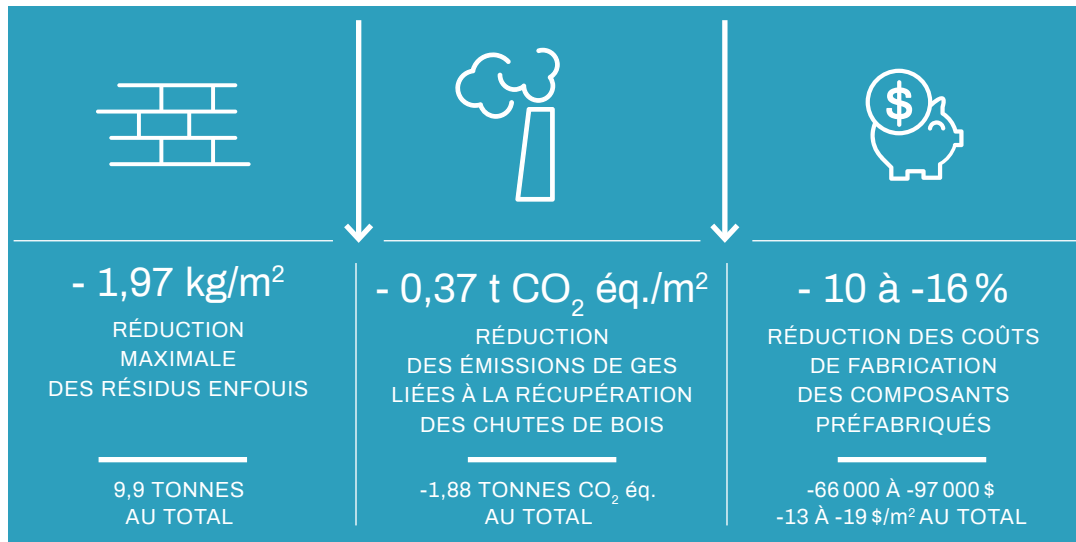 $
- 1,97 kg/m²
RÉDUCTION
MAXIMALE
DES RÉSIDUS ENFOUIS
9,9 TONNES
AU TOTAL
- 0,37 t CO₂ éq./m²
RÉDUCTION
DES ÉMISSIONS DE GES
LIÉES À LA RÉCUPÉRATION
DES CHUTES DE BOIS
-1,88 TONNES CO₂ éq.
AU TOTAL
- 10 à -16 %
RÉDUCTION DES COÛTS
DE FABRICATION
DES COMPOSANTS
PRÉFABRIQUÉS
-66 000 À -97 000 $
-13 À -19 $/m² AU TOTAL